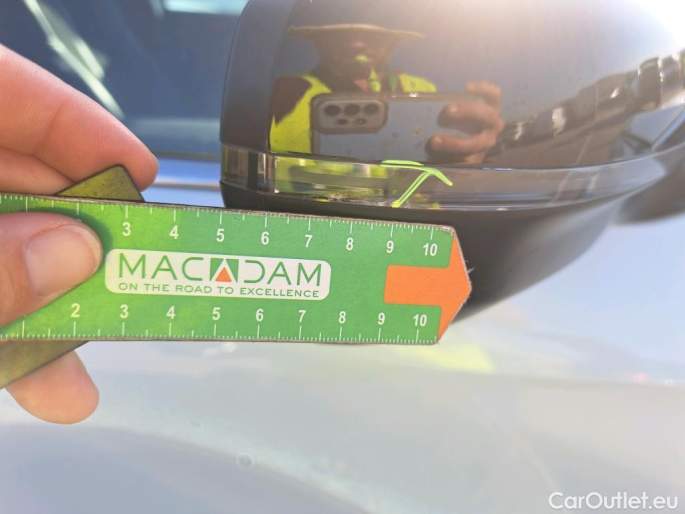 3 4 5 6 7 8 9 10
MACADAM
ON THE ROAD TO EXCELLENCE
2 3 4 5 6 7 8 9 10
CarOutlet.eu